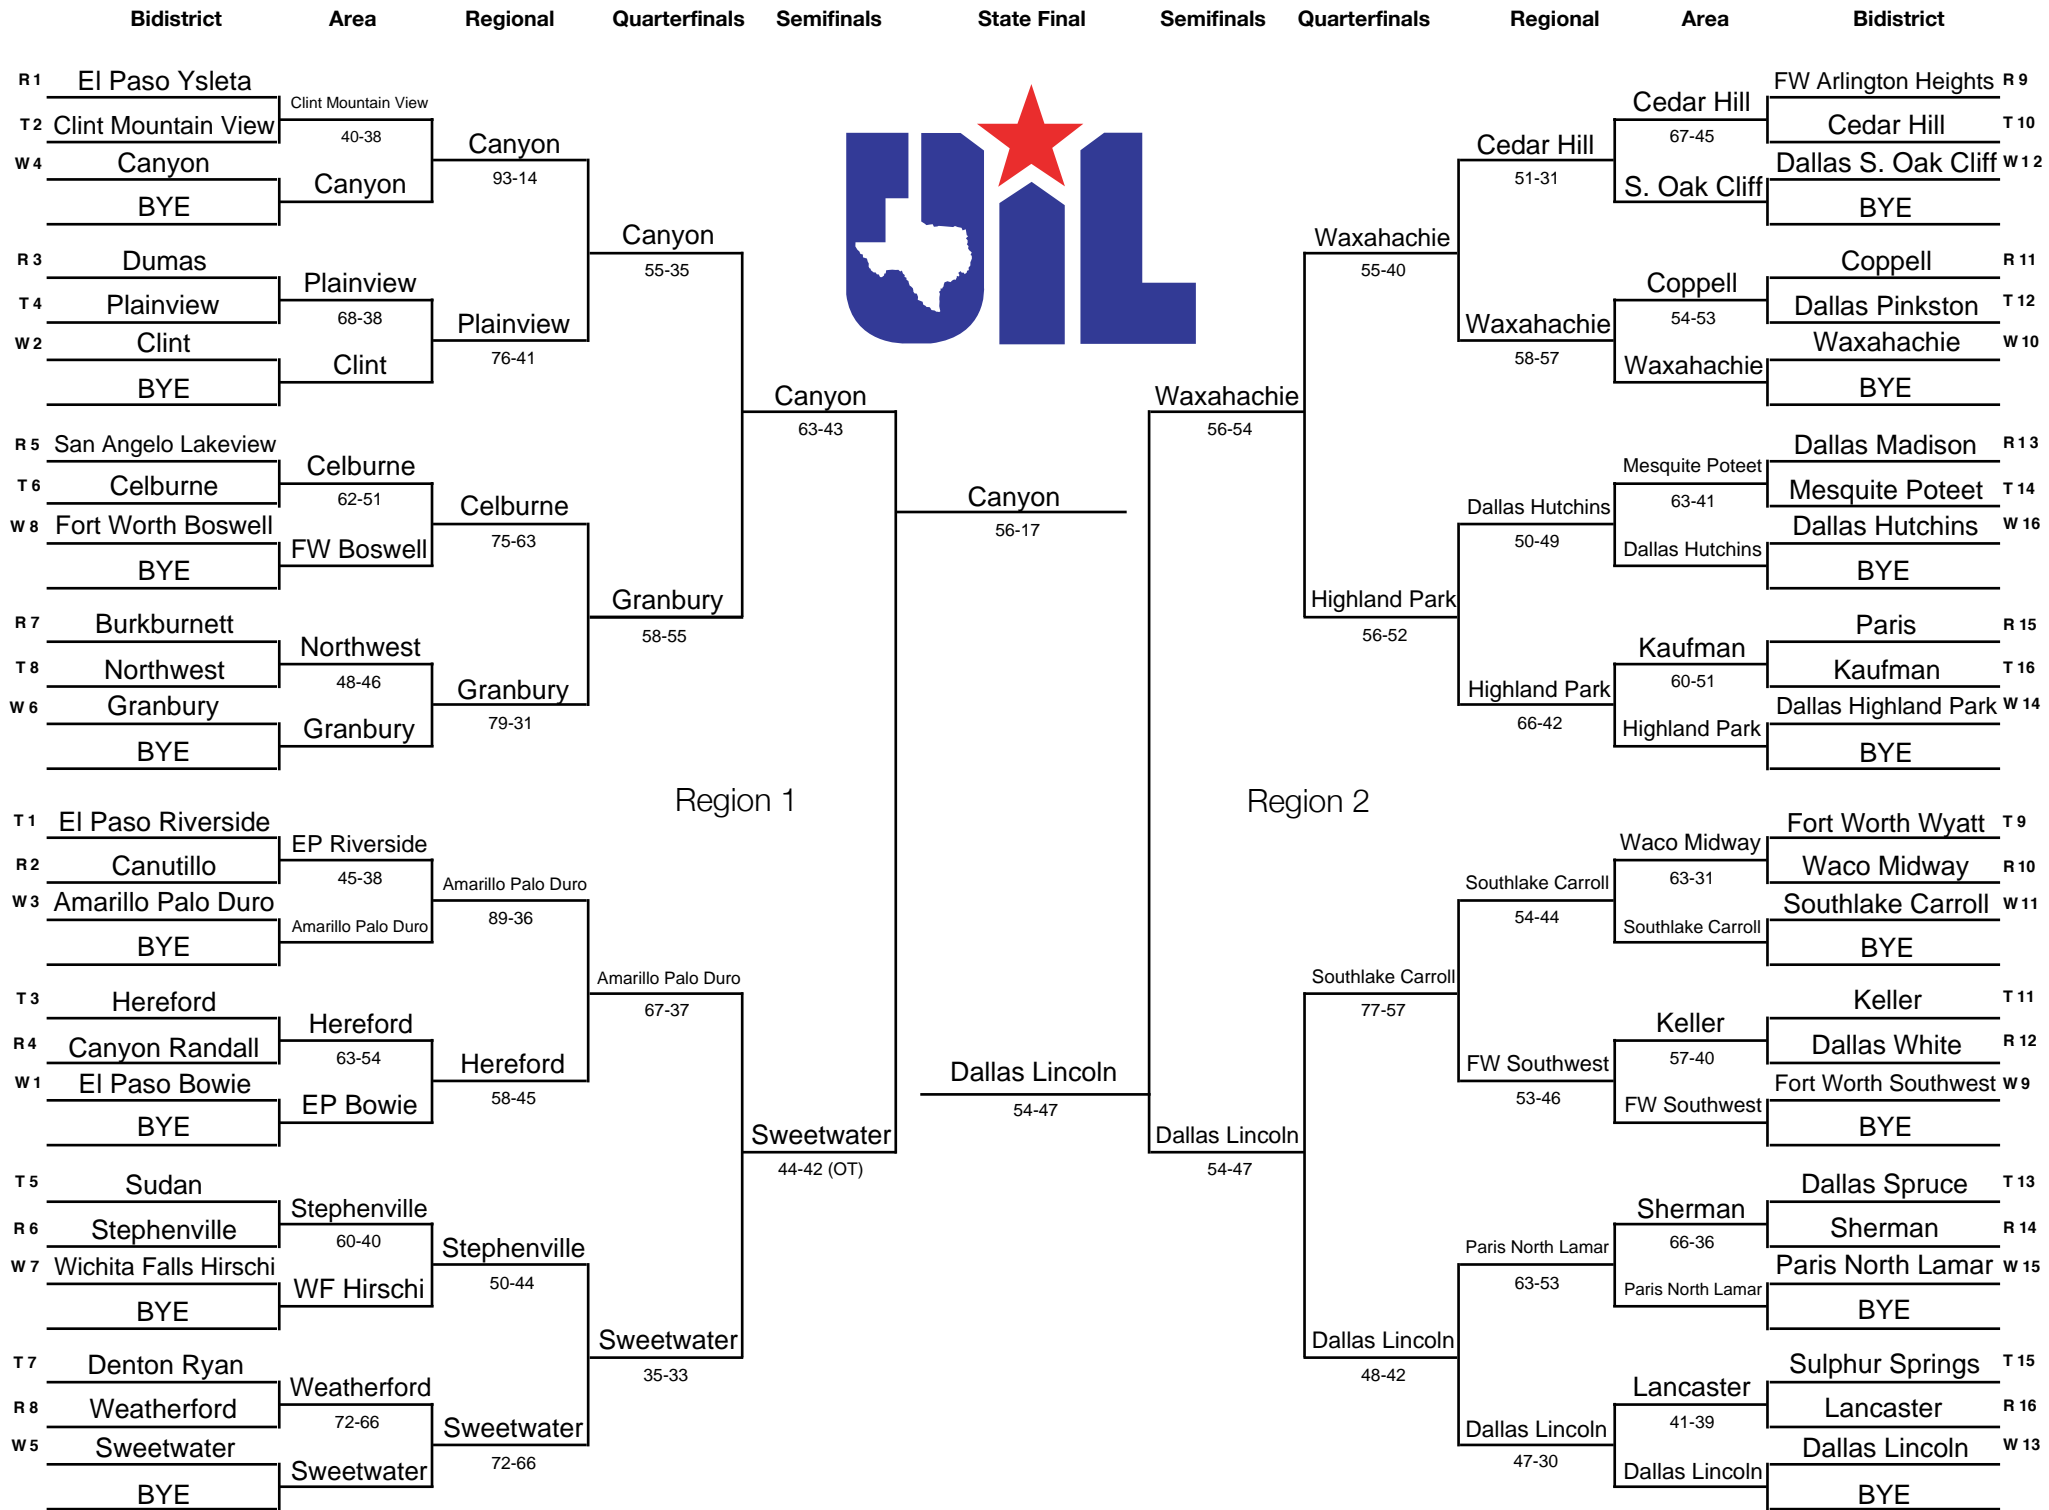 Bidistrict Area Regional Quarterfinals Semifinals State Final Semifinals Quarterfinals Regional Area Bidistrict
R 1 El Paso Ysleta
Clint Mountain View
T 2 Clint Mountain View
40-38
W 4 Canyon
Canyon
93-14
Canyon
BYE
Canyon
55-35
R 3 Dumas
Plainview
T 4 Plainview
68-38
Plainview
76-41
W 2 Clint
Clint
BYE
Canyon
63-43
R 5 San Angelo Lakeview
Celburne
T 6 Celburne
62-51
Celburne
75-63
W 8 Fort Worth Boswell
FW Boswell
BYE
Granbury
58-55
R 7 Burkburnett
Northwest
T 8 Northwest
48-46
Granbury
79-31
W 6 Granbury
Granbury
BYE
Region 1
T 1 El Paso Riverside
EP Riverside
R 2 Canutillo
45-38
Amarillo Palo Duro
89-36
W 3 Amarillo Palo Duro
Amarillo Palo Duro
BYE
Amarillo Palo Duro
67-37
T 3 Hereford
Hereford
R 4 Canyon Randall
63-54
Hereford
58-45
W 1 El Paso Bowie
EP Bowie
BYE
Sweetwater
44-42 (OT)
T 5 Sudan
Stephenville
R 6 Stephenville
60-40
Stephenville
50-44
W 7 Wichita Falls Hirschi
WF Hirschi
BYE
Sweetwater
35-33
T 7 Denton Ryan
Weatherford
R 8 Weatherford
72-66
Sweetwater
72-66
W 5 Sweetwater
Sweetwater
BYE
UIL
Canyon
56-17
Dallas Lincoln
54-47
FW Arlington Heights R 9
Cedar Hill
Cedar Hill T 10
67-45
Cedar Hill
51-31
Dallas S. Oak Cliff W 1 2
S. Oak Cliff
BYE
Waxahachie
55-40
Coppell R 11
Coppell
Dallas Pinkston T 12
54-53
Waxahachie
58-57
Waxahachie W 10
Waxahachie
BYE
Waxahachie
56-54
Dallas Madison R 1 3
Mesquite Poteet
Mesquite Poteet T 14
63-41
Dallas Hutchins
50-49
Dallas Hutchins W 16
Dallas Hutchins
BYE
Highland Park
56-52
Paris R 15
Kaufman
Kaufman T 16
60-51
Highland Park
66-42
Dallas Highland Park W 14
Highland Park
BYE
Region 2
Fort Worth Wyatt T 9
Waco Midway
Waco Midway R 10
63-31
Southlake Carroll
54-44
Southlake Carroll W 11
Southlake Carroll
BYE
Southlake Carroll
77-57
Keller T 11
Keller
Dallas White R 12
57-40
FW Southwest
53-46
Fort Worth Southwest W 9
FW Southwest
BYE
Dallas Lincoln
54-47
Dallas Spruce T 13
Sherman
Sherman R 14
66-36
Paris North Lamar
63-53
Paris North Lamar W 15
Paris North Lamar
BYE
Dallas Lincoln
48-42
Sulphur Springs T 15
Lancaster
Lancaster R 16
41-39
Dallas Lincoln
47-30
Dallas Lincoln W 13
Dallas Lincoln
BYE